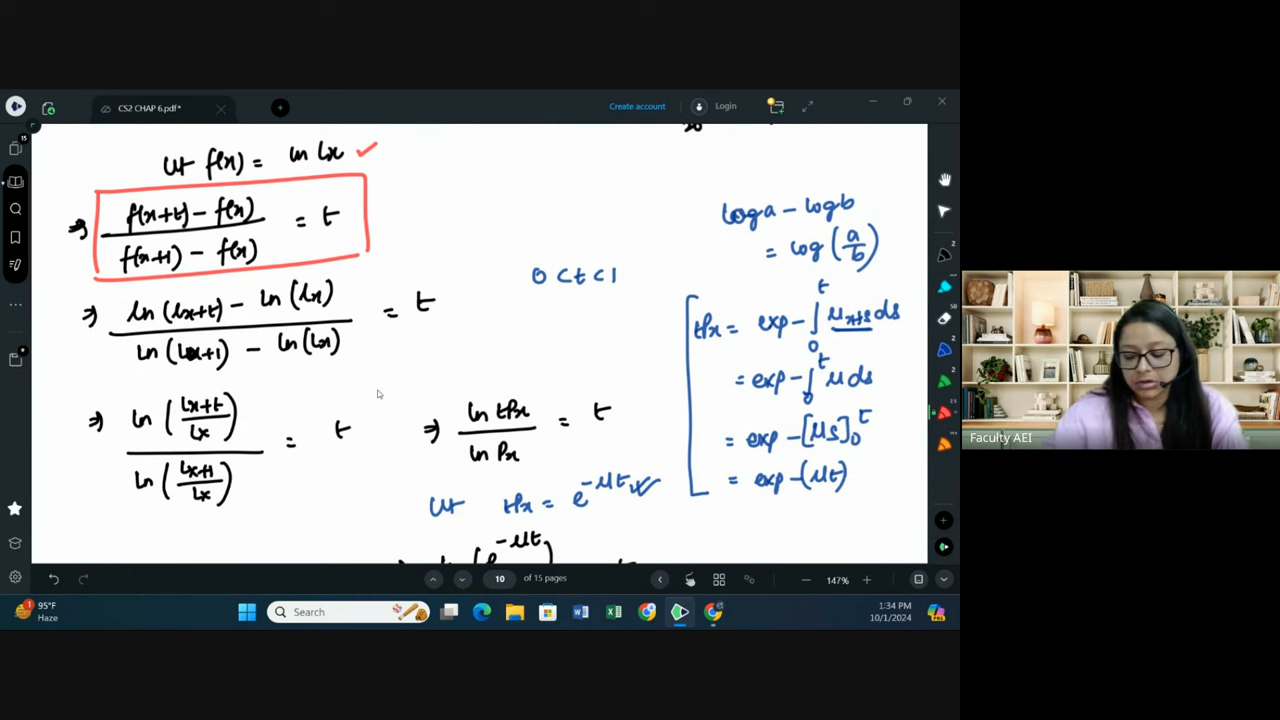 CS2 CHAP 6.pdf*
Create account
Login
15
let f(x) = ln lx ✓
⇒ f(x+t) - f(x) / f(x+1) - f(x) = t
⇒ ln (lx+t) - ln (lx) / ln (lx+1) - ln (lx) = t
⇒ ln (lx+t / lx) / ln (lx+1 / lx) = t
⇒ ln tPx / ln Px = t
let tPx = e^-μt
0 < t < 1
log a - log b
= log (a/b)
tPx = exp - ∫₀ᵗ μx+s ds
= exp - ∫₀ᵗ μ ds
= exp - [μs]₀ᵗ
= exp - (μt)
(e^-μt)
Faculty AEI
10 of 15 pages
147%
95°F
Haze
Search
1:34 PM
10/1/2024